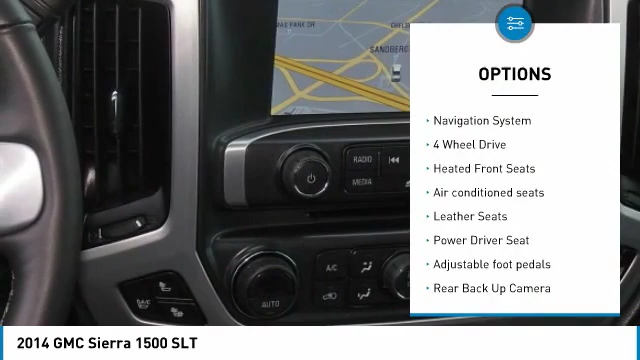 SANDBERG
OPTIONS
Navigation System
4 Wheel Drive
Heated Front Seats
Air conditioned seats
Leather Seats
Power Driver Seat
Adjustable foot pedals
Rear Back Up Camera
RADIO
MEDIA
A/C
AUTO
2014 GMC Sierra 1500 SLT